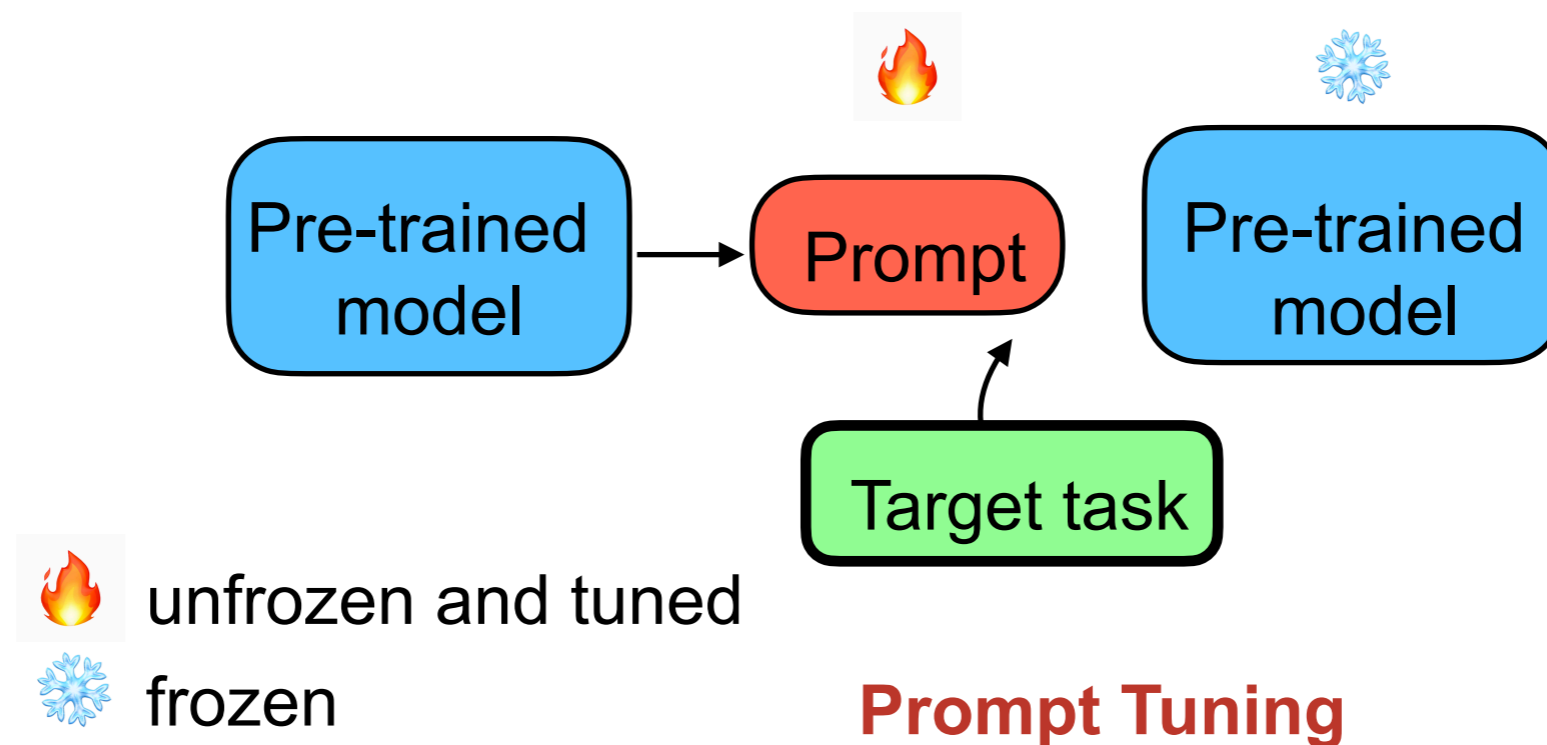 Pre-trained
model
Prompt
Pre-trained
model
Target task
unfrozen and tuned
frozen
Prompt Tuning